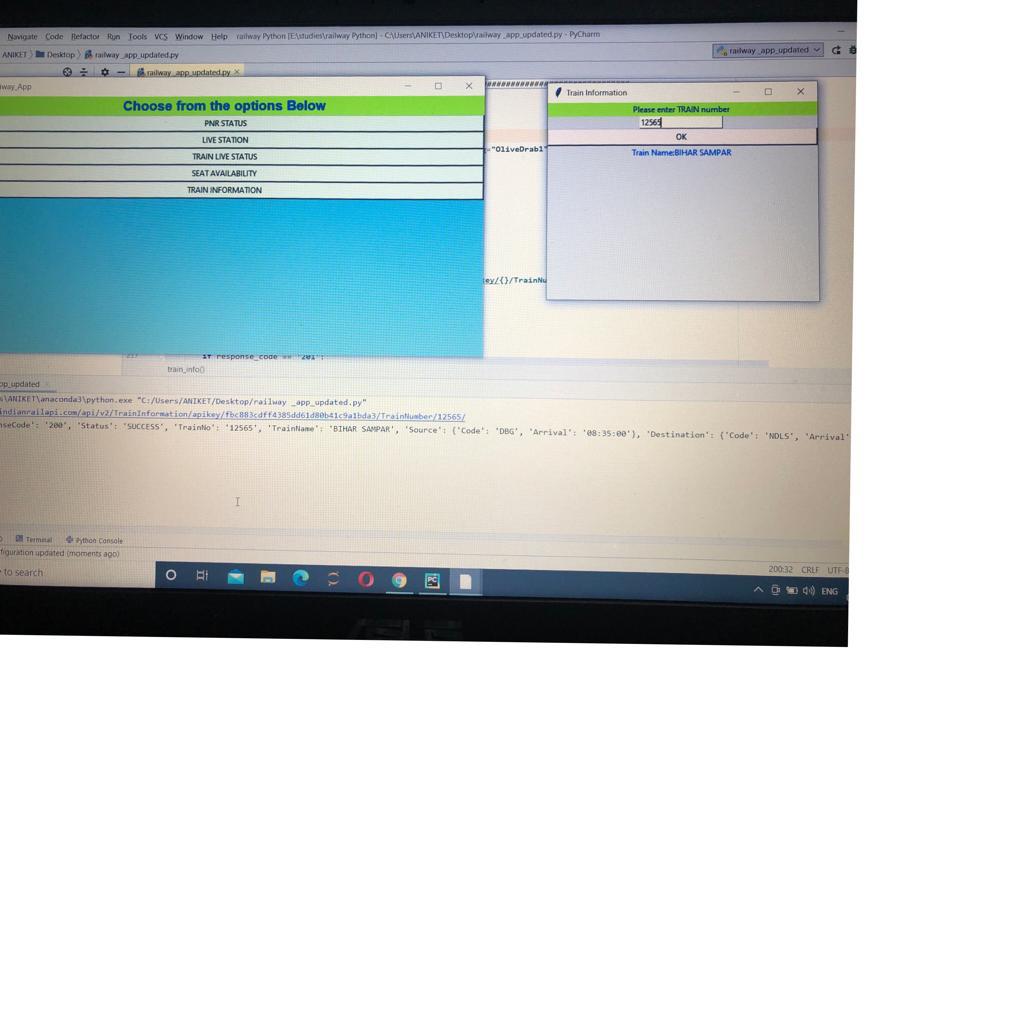 Navigate Code Refactor Run Tools VCS Window Help railway Python [E:\studies\railway Python] - C:\Users\ANIKET\Desktop\railway _app_updated.py - PyCharm
ANIKET Desktop railway _app_updated.py
railway _app_updated
railway _app_updated.py
lway_App
Choose from the options Below
PNR STATUS
LIVE STATION
TRAIN LIVE STATUS
SEAT AVAILABILITY
TRAIN INFORMATION
################
="OliveDrab1"
ey/{}/TrainNu
Train Information
Please enter TRAIN number
12565
OK
Train Name:BIHAR SAMPAR
if response_code == '201':
train_info()
pp_updated
s\ANIKET\anaconda3\python.exe "C:/Users/ANIKET/Desktop/railway _app_updated.py"
indianrailapi.com/api/v2/TrainInformation/apikey/fbc883cdff4385dd61d80b41c9a1bda3/TrainNumber/12565/
nseCode': '200', 'Status': 'SUCCESS', 'TrainNo': '12565', 'TrainName': 'BIHAR SAMPAR', 'Source': {'Code': 'DBG', 'Arrival': '08:35:00'}, 'Destination': {'Code': 'NDLS', 'Arrival'
Terminal Python Console
figuration updated (moments ago)
200:32 CRLF UTF-8
to search
PC
ENG